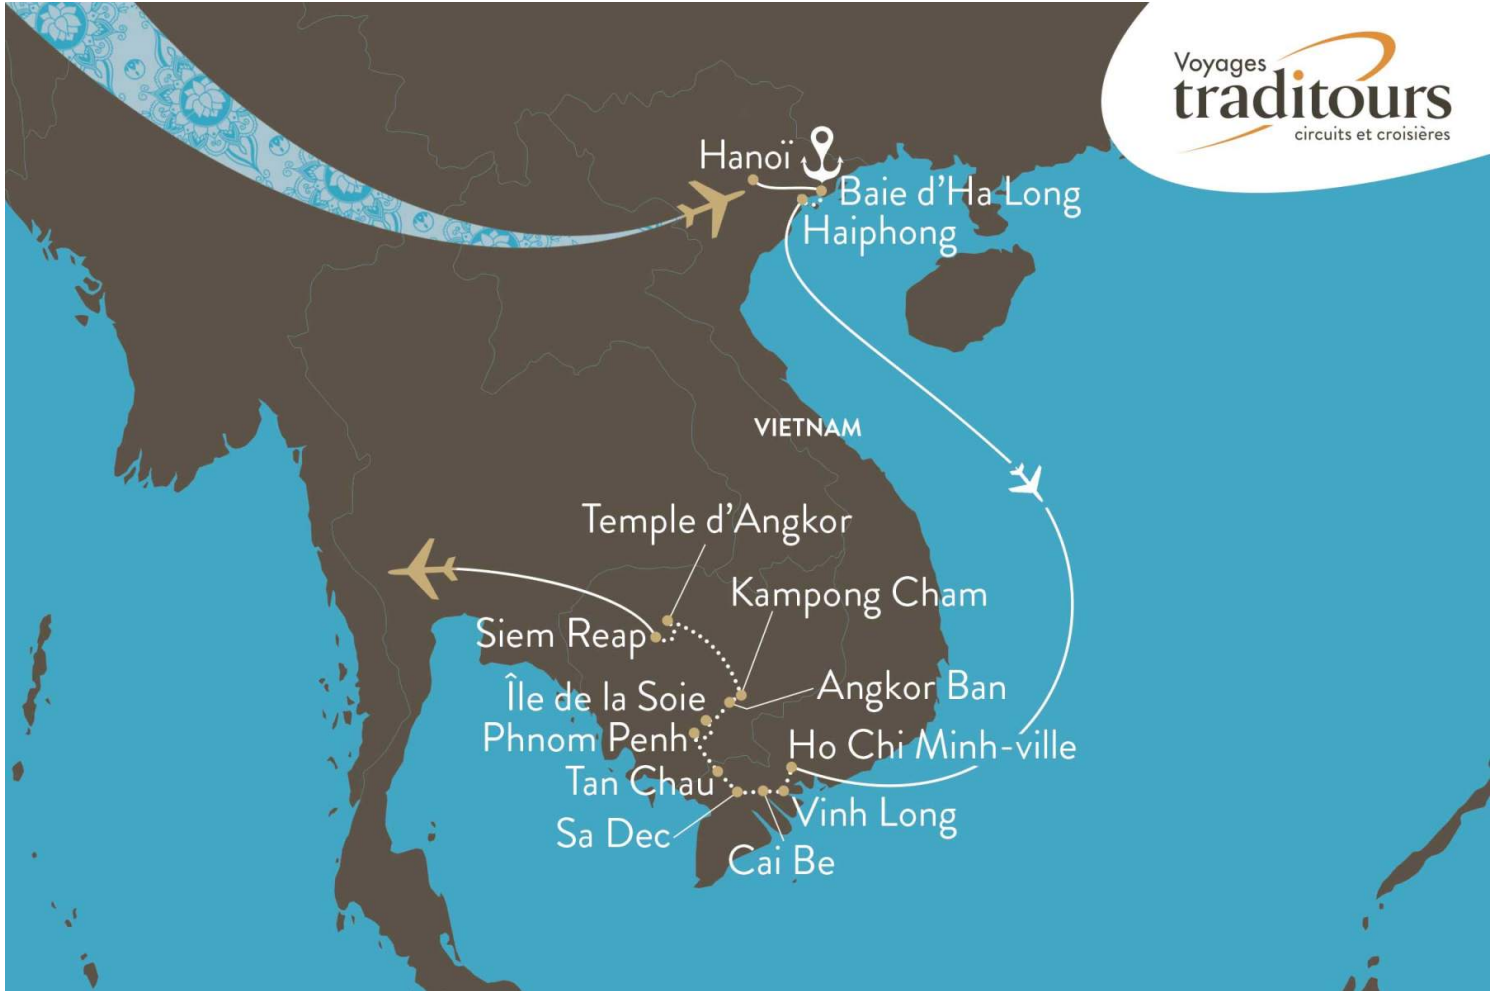 Voyages
traditours
circuits et croisières
Hanoï
Baie d'Ha Long
Haiphong
VIETNAM
Temple d'Angkor
Kampong Cham
Siem Reap
Angkor Ban
Île de la Soie
Phnom Penh
Ho Chi Minh-ville
Tan Chau
Vinh Long
Sa Dec
Cai Be